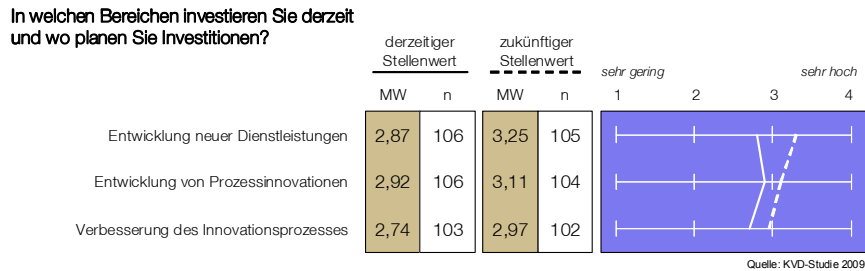 In welchen Bereichen investieren Sie derzeit
und wo planen Sie Investitionen?
derzeitiger
Stellenwert
zukünftiger
Stellenwert
sehr gering sehr hoch
MW n MW n 1 2 3 4
Entwicklung neuer Dienstleistungen 2,87 106 3,25 105
Entwicklung von Prozessinnovationen 2,92 106 3,11 104
Verbesserung des Innovationsprozesses 2,74 103 2,97 102
Quelle: KVD-Studie 2009